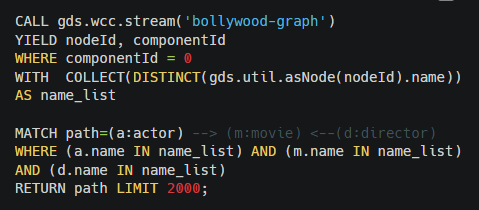 CALL gds.wcc.stream('bollywood-graph')
YIELD nodeId, componentId
WHERE componentId = 0
WITH  COLLECT(DISTINCT(gds.util.asNode(nodeId).name))
AS name_list

MATCH path=(a:actor) --> (m:movie) <--(d:director)
WHERE (a.name IN name_list) AND (m.name IN name_list)
AND (d.name IN name_list)
RETURN path LIMIT 2000;